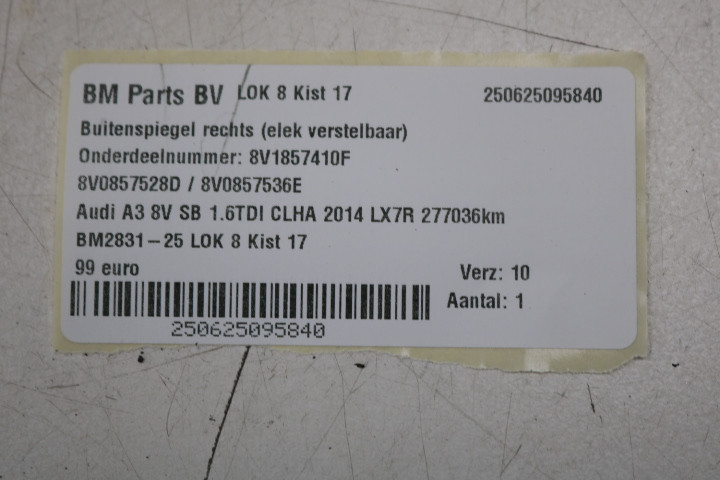 BM Parts BV LOK 8 Kist 17 250625095840
Buitenspiegel rechts (elek verstelbaar)
Onderdeelnummer: 8V1857410F
8V0857528D / 8V0857536E
Audi A3 8V SB 1.6TDI CLHA 2014 LX7R 277036km
BM2831-25 LOK 8 Kist 17
99 euro Verz: 10
Aantal: 1
250625095840